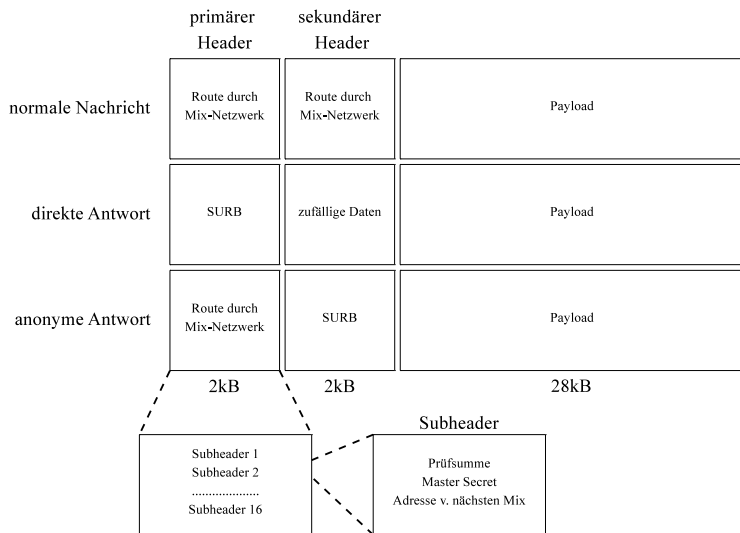 primärer
Header
sekundärer
Header
normale Nachricht
Route durch
Mix-Netzwerk
Route durch
Mix-Netzwerk
Payload
direkte Antwort
SURB
zufällige Daten
Payload
anonyme Antwort
Route durch
Mix-Netzwerk
SURB
Payload
2kB
2kB
28kB
Subheader
Subheader 1
Subheader 2
....................
Subheader 16
Prüfsumme
Master Secret
Adresse v. nächsten Mix